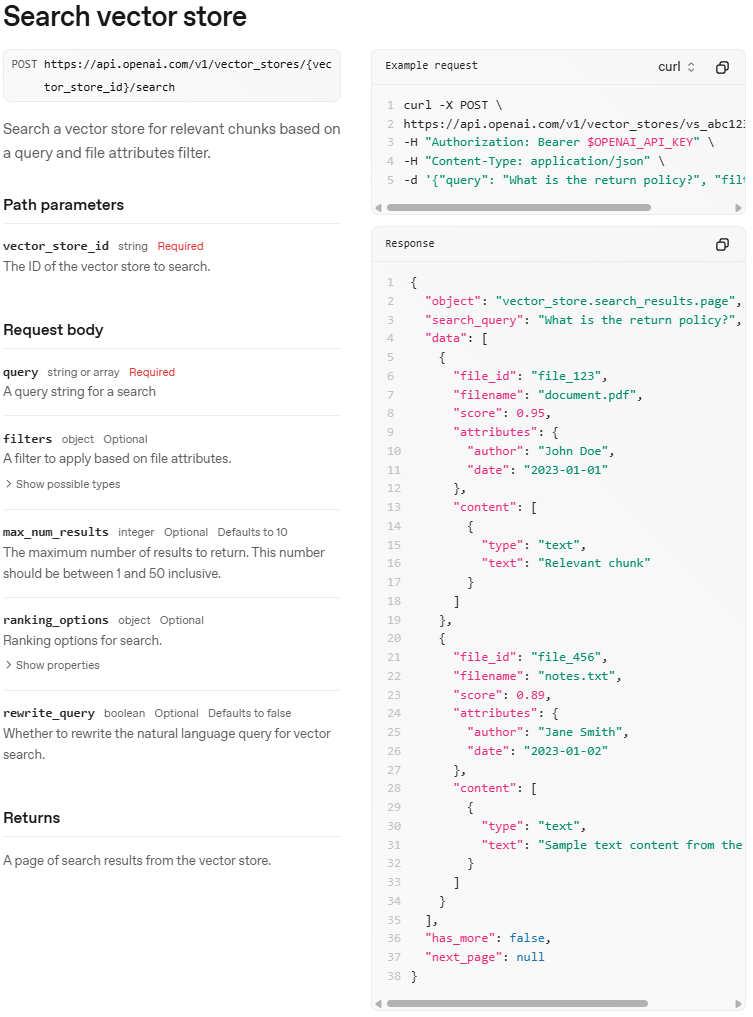 Search vector store
POST https://api.openai.com/v1/vector_stores/{vec
tor_store_id}/search
Search a vector store for relevant chunks based on
a query and file attributes filter.
Path parameters
vector_store_id string Required
The ID of the vector store to search.
Request body
query string or array Required
A query string for a search
filters object Optional
A filter to apply based on file attributes.
Show possible types
max_num_results integer Optional Defaults to 10
The maximum number of results to return. This number
should be between 1 and 50 inclusive.
ranking_options object Optional
Ranking options for search.
Show properties
rewrite_query boolean Optional Defaults to false
Whether to rewrite the natural language query for vector
search.
Returns
A page of search results from the vector store.
Example request curl
1 curl -X POST \
2 https://api.openai.com/v1/vector_stores/vs_abc123
3 -H "Authorization: Bearer $OPENAI_API_KEY" \
4 -H "Content-Type: application/json" \
5 -d '{"query": "What is the return policy?", "filt
Response
1 {
2 "object": "vector_store.search_results.page",
3 "search_query": "What is the return policy?",
4 "data": [
5 {
6 "file_id": "file_123",
7 "filename": "document.pdf",
8 "score": 0.95,
9 "attributes": {
10 "author": "John Doe",
11 "date": "2023-01-01"
12 },
13 "content": [
14 {
15 "type": "text",
16 "text": "Relevant chunk"
17 }
18 ]
19 },
20 {
21 "file_id": "file_456",
22 "filename": "notes.txt",
23 "score": 0.89,
24 "attributes": {
25 "author": "Jane Smith",
26 "date": "2023-01-02"
27 },
28 "content": [
29 {
30 "type": "text",
31 "text": "Sample text content from the
32 }
33 ]
34 }
35 ],
36 "has_more": false,
37 "next_page": null
38 }